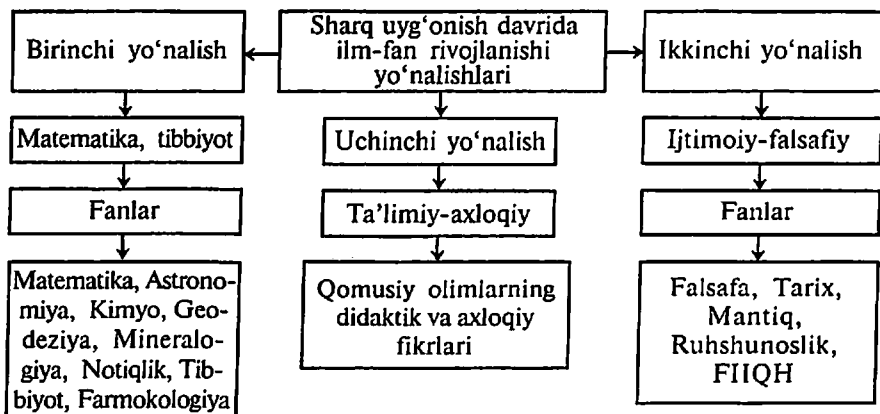 Birinchi yo‘nalish
Sharq uyg‘onish davrida
ilm-fan rivojlanishi
yo‘nalishlari
Ikkinchi yo‘nalish
Matematika, tibbiyot
Uchinchi yo‘nalish
Ijtimoiy-falsafiy
Fanlar
Ta’limiy-axloqiy
Fanlar
Matematika, Astrono-
miya, Kimyo, Geo-
deziya, Mineralo-
giya, Notiqlik, Tib-
biyot, Farmokologiya
Qomusiy olimlarning
didaktik va axloqiy
fikrlari
Falsafa, Tarix,
Mantiq,
Ruhshunoslik,
FIIQH